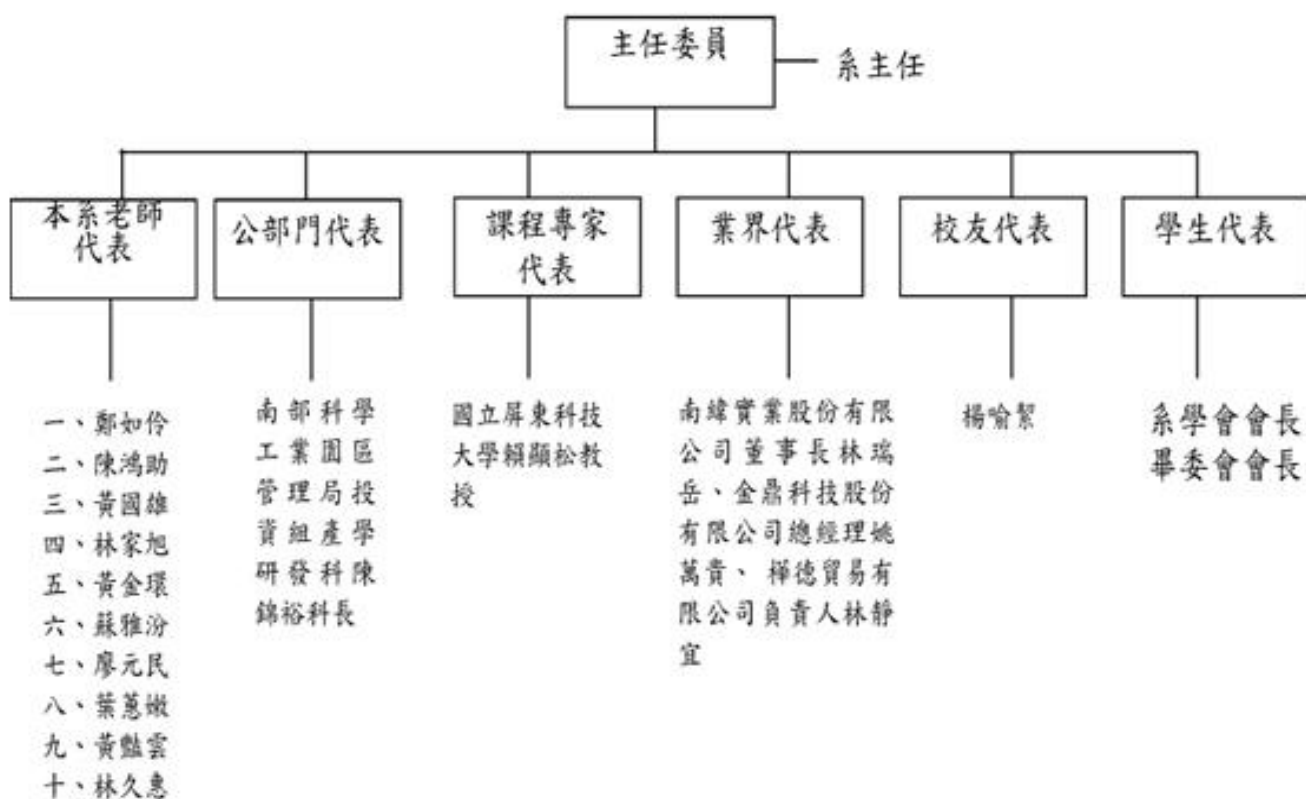 主任委員
系主任
本系老師
代表
公部門代表
課程專家
代表
業界代表
校友代表
學生代表
一、鄭如伶
二、陳鴻助
三、黃國雄
四、林家旭
五、黃金環
六、蘇雅汾
七、廖元民
八、葉蕙嫩
九、黃豔雲
十、林久惠
南部科學
工業園區
管理局投
資組產學
研發科陳
錦裕科長
國立屏東科技
大學賴顯松教
授
南緯實業股份有限
公司董事長林瑞
岳、金鼎科技股份
有限公司總經理姚
萬貴、樺德貿易有
限公司負責人林靜
宜
楊喻絜
系學會會長
畢委會會長